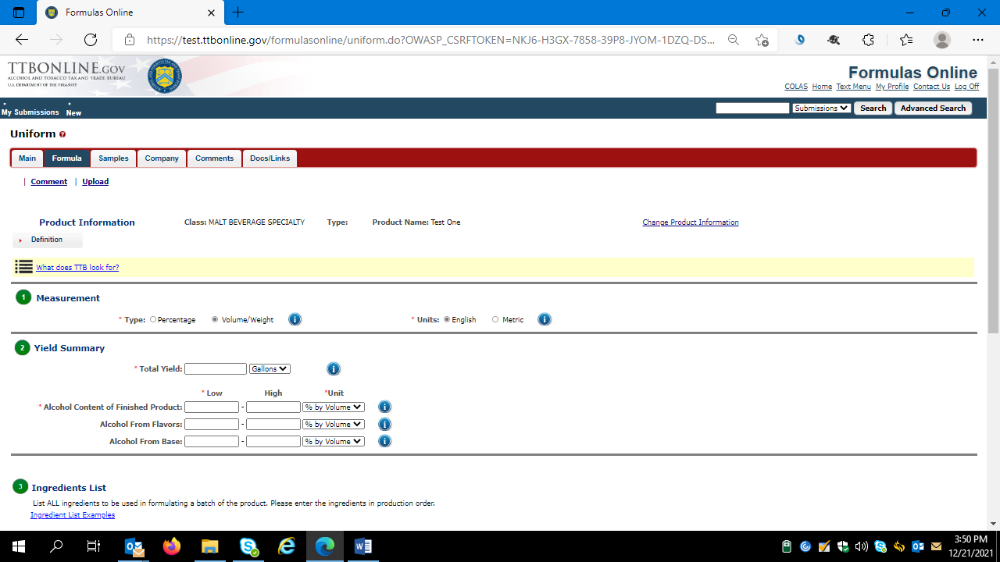 Formulas Online
https://test.ttbonline.gov/formulasonline/uniform.do?OWASP_CSRFTOKEN=NKJ6-H3GX-7858-39P8-JYOM-1DZQ-DS...
TTBONLINE.GOV
ALCOHOL AND TOBACCO TAX AND TRADE BUREAU
U.S. DEPARTMENT OF THE TREASURY
Formulas Online
COLAS Home Text Menu My Profile Contact Us Log Off
My Submissions New Submissions Search Advanced Search
Uniform ?
Main Formula Samples Company Comments Docs/Links
| Comment | Upload
Product Information Class: MALT BEVERAGE SPECIALTY Type: Product Name: Test One Change Product Information
Definition
What does TTB look for?
1 Measurement
* Type: Percentage Volume/Weight i * Units: English Metric i
2 Yield Summary
* Total Yield: Gallons i
* Low High *Unit
* Alcohol Content of Finished Product: - % by Volume i
Alcohol From Flavors: - % by Volume i
Alcohol From Base: - % by Volume i
3 Ingredients List
List ALL ingredients to be used in formulating a batch of the product. Please enter the ingredients in production order.
Ingredient List Examples
3:50 PM
12/21/2021